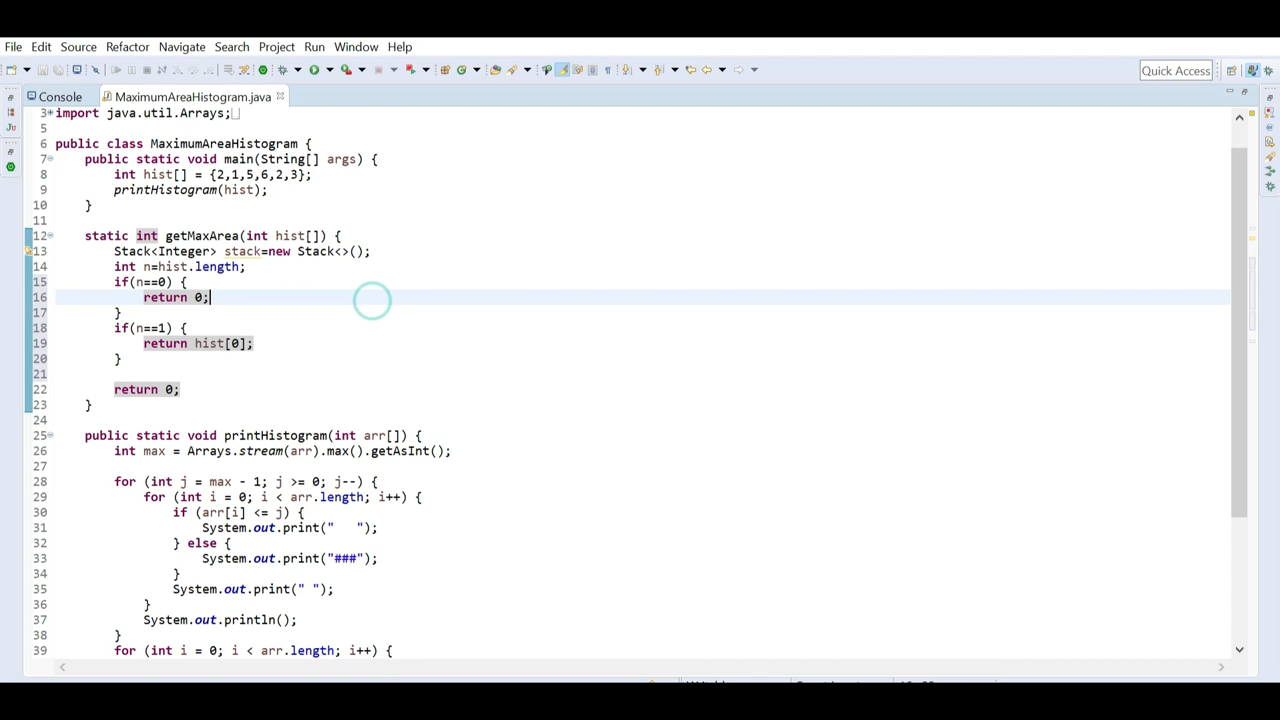 File Edit Source Refactor Navigate Search Project Run Window Help
Quick Access
Console MaximumAreaHistogram.java
3 import java.util.Arrays;
5
6 public class MaximumAreaHistogram {
7 public static void main(String[] args) {
8 int hist[] = {2,1,5,6,2,3};
9 printHistogram(hist);
10 }
11
12 static int getMaxArea(int hist[]) {
13 Stack<Integer> stack=new Stack<>();
14 int n=hist.length;
15 if(n==0) {
16 return 0;
17 }
18 if(n==1) {
19 return hist[0];
20 }
21
22 return 0;
23 }
24
25 public static void printHistogram(int arr[]) {
26 int max = Arrays.stream(arr).max().getAsInt();
27
28 for (int j = max - 1; j >= 0; j--) {
29 for (int i = 0; i < arr.length; i++) {
30 if (arr[i] <= j) {
31 System.out.print("   ");
32 } else {
33 System.out.print("###");
34 }
35 System.out.print(" ");
36 }
37 System.out.println();
38 }
39 for (int i = 0; i < arr.length; i++) {